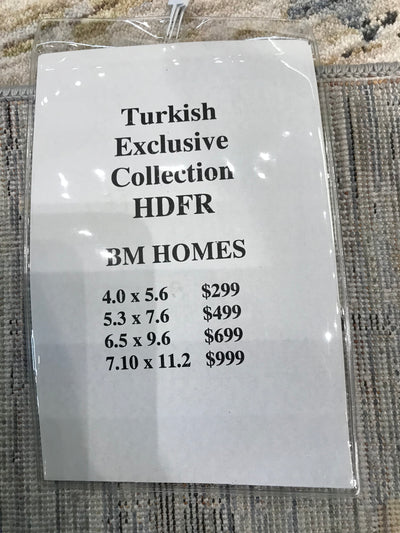 Turkish
Exclusive
Collection
HDFR
BM HOMES
4.0 x 5.6 $299
5.3 x 7.6 $499
6.5 x 9.6 $699
7.10 x 11.2 $999